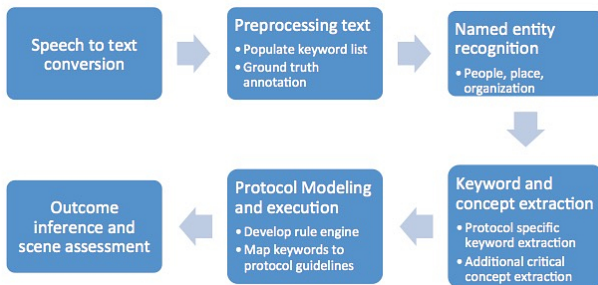 Speech to text
conversion
Preprocessing text
• Populate keyword list
• Ground truth
annotation
Named entity
recognition
• People, place,
organization
Keyword and
concept extraction
• Protocol specific
keyword extraction
• Additional critical
concept extraction
Protocol Modeling
and execution
• Develop rule engine
• Map keywords to
protocol guidelines
Outcome
inference and
scene assessment